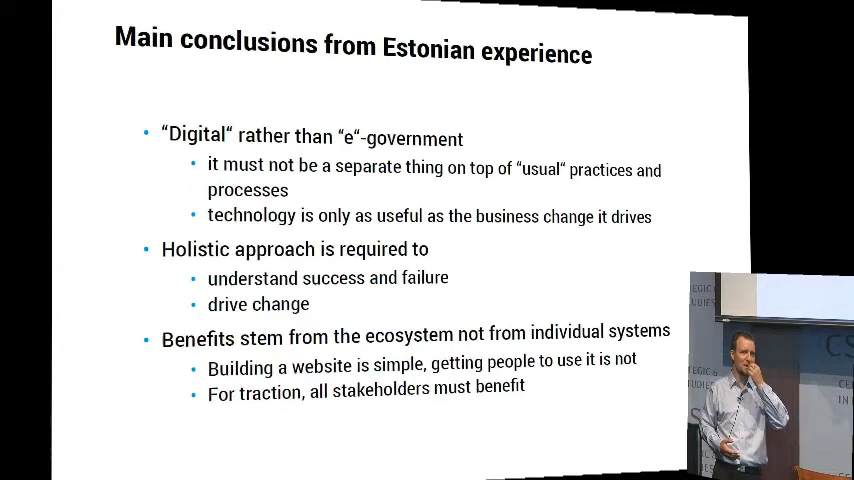 Main conclusions from Estonian experience
• “Digital“ rather than “e“-government
• it must not be a separate thing on top of “usual“ practices and
processes
• technology is only as useful as the business change it drives
• Holistic approach is required to
• understand success and failure
• drive change
• Benefits stem from the ecosystem not from individual systems
• Building a website is simple, getting people to use it is not
• For traction, all stakeholders must benefit